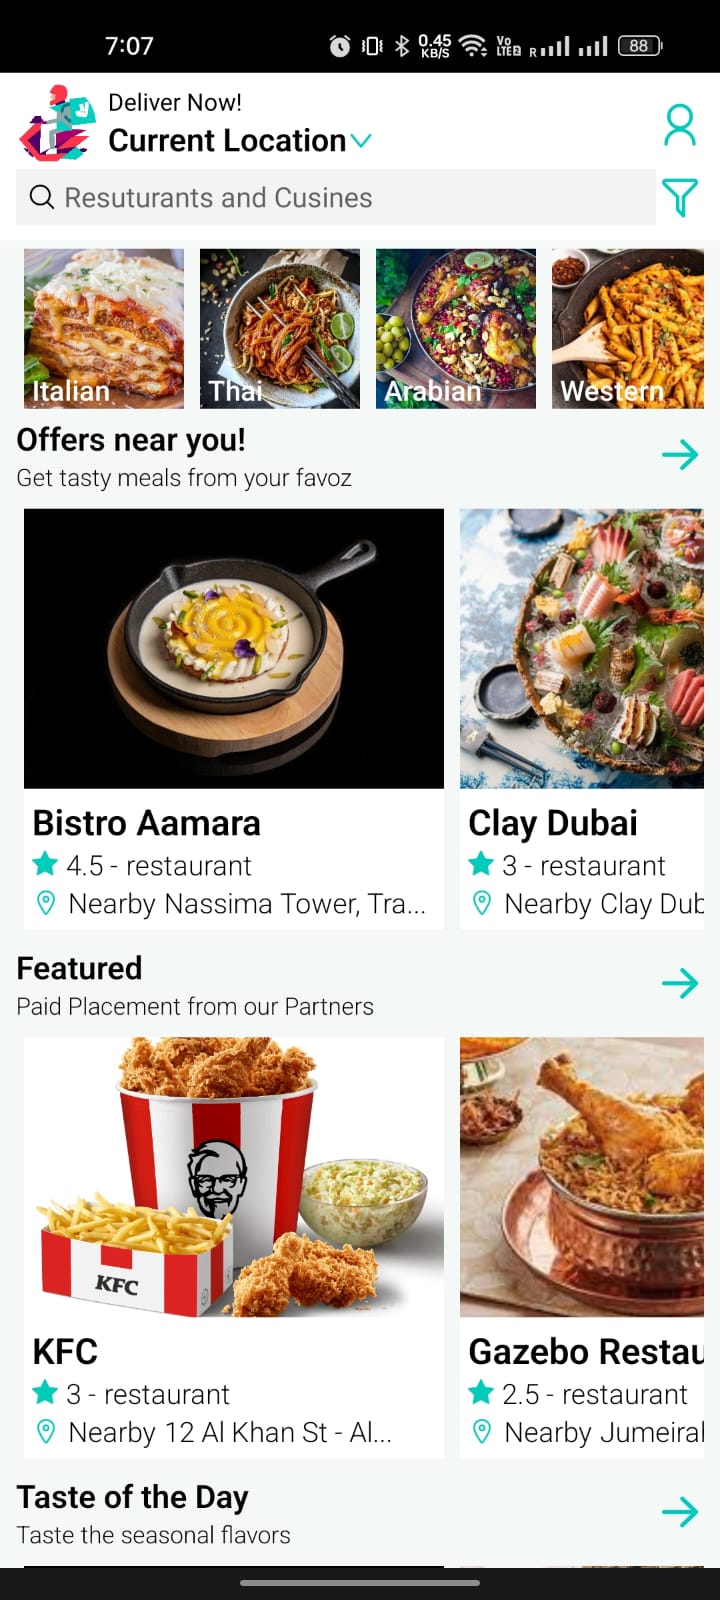 7:07
0.45
KB/S
Vo
LTE2
R
88
Deliver Now!
Current Location
Resuturants and Cusines
Italian
Thai
Arabian
Western
Offers near you!
Get tasty meals from your favoz
Bistro Aamara
4.5 - restaurant
Nearby Nassima Tower, Tra...
Clay Dubai
3 - restaurant
Nearby Clay Dub
Featured
Paid Placement from our Partners
KFC
KFC
3 - restaurant
Nearby 12 Al Khan St - Al...
Gazebo Restau
2.5 - restaurant
Nearby Jumeirah
Taste of the Day
Taste the seasonal flavors